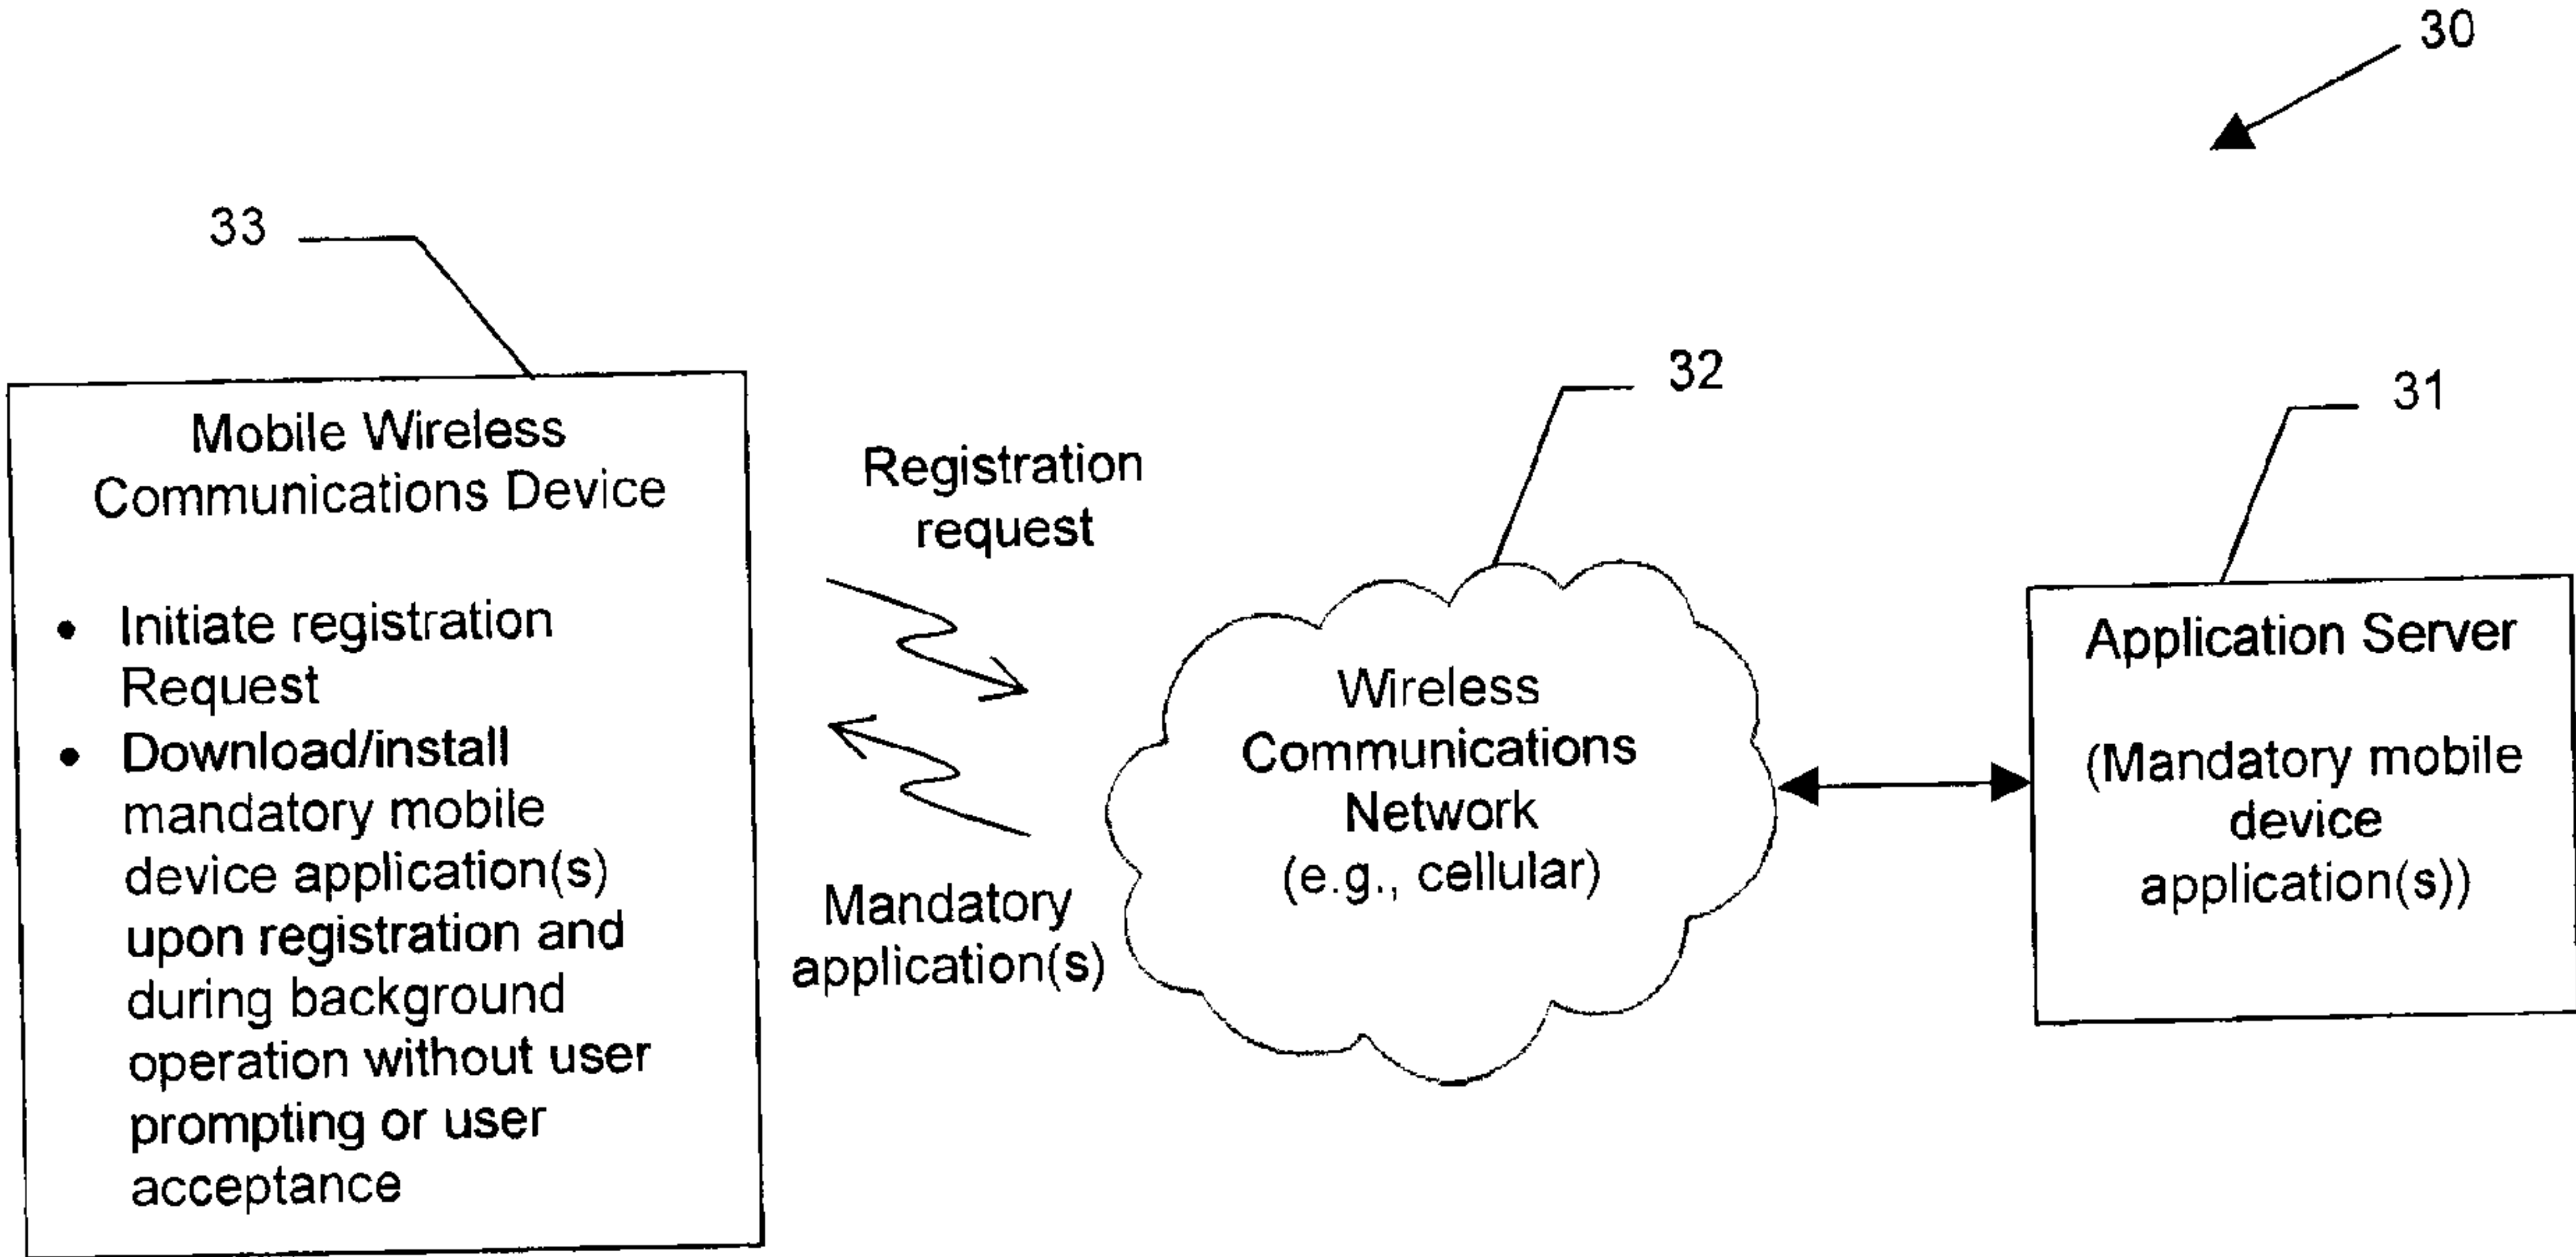 30
33
32
31
Mobile Wireless
Communications Device
• Initiate registration
Request
• Download/install
mandatory mobile
device application(s)
upon registration and
during background
operation without user
prompting or user
acceptance
Registration
request
Mandatory
application(s)
Wireless
Communications
Network
(e.g., cellular)
Application Server
(Mandatory mobile
device
application(s))